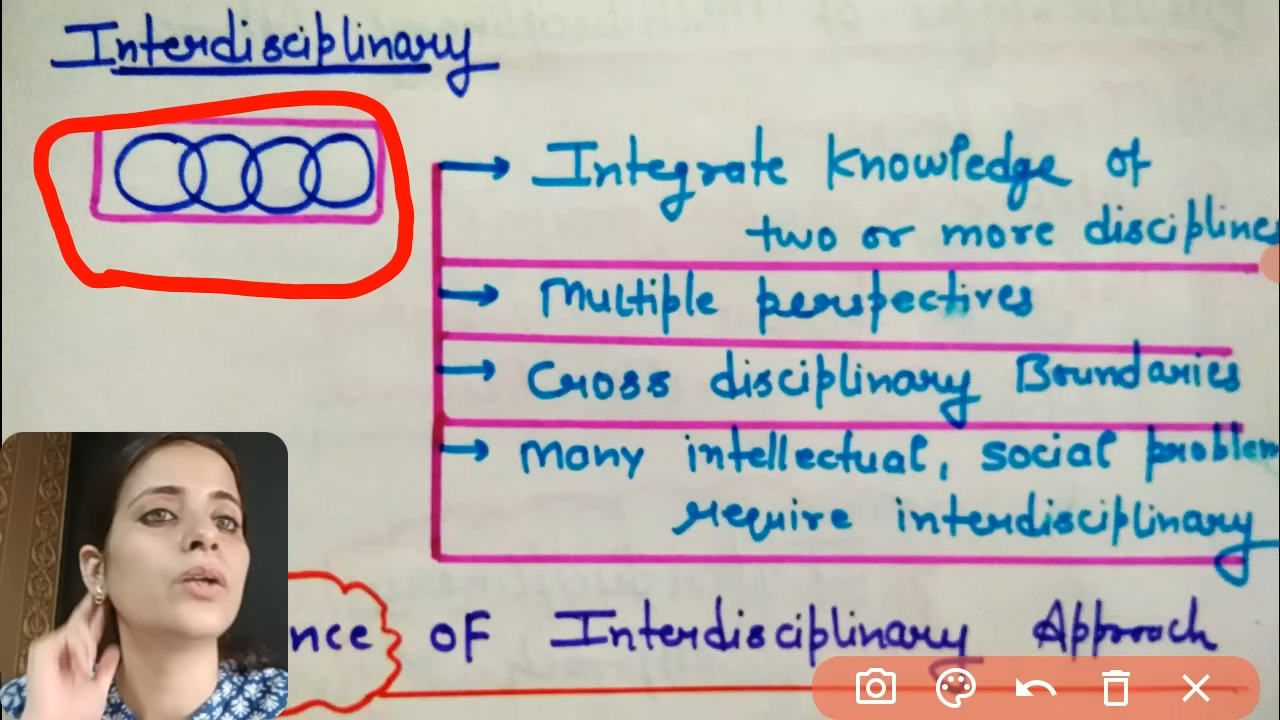 Interdisciplinary
Integrate knowledge of
two or more discipline
Multiple perspectives
Cross disciplinary Boundaries
Many intellectual, social problem
require interdisciplinary
nce of Interdisciplinary Approach